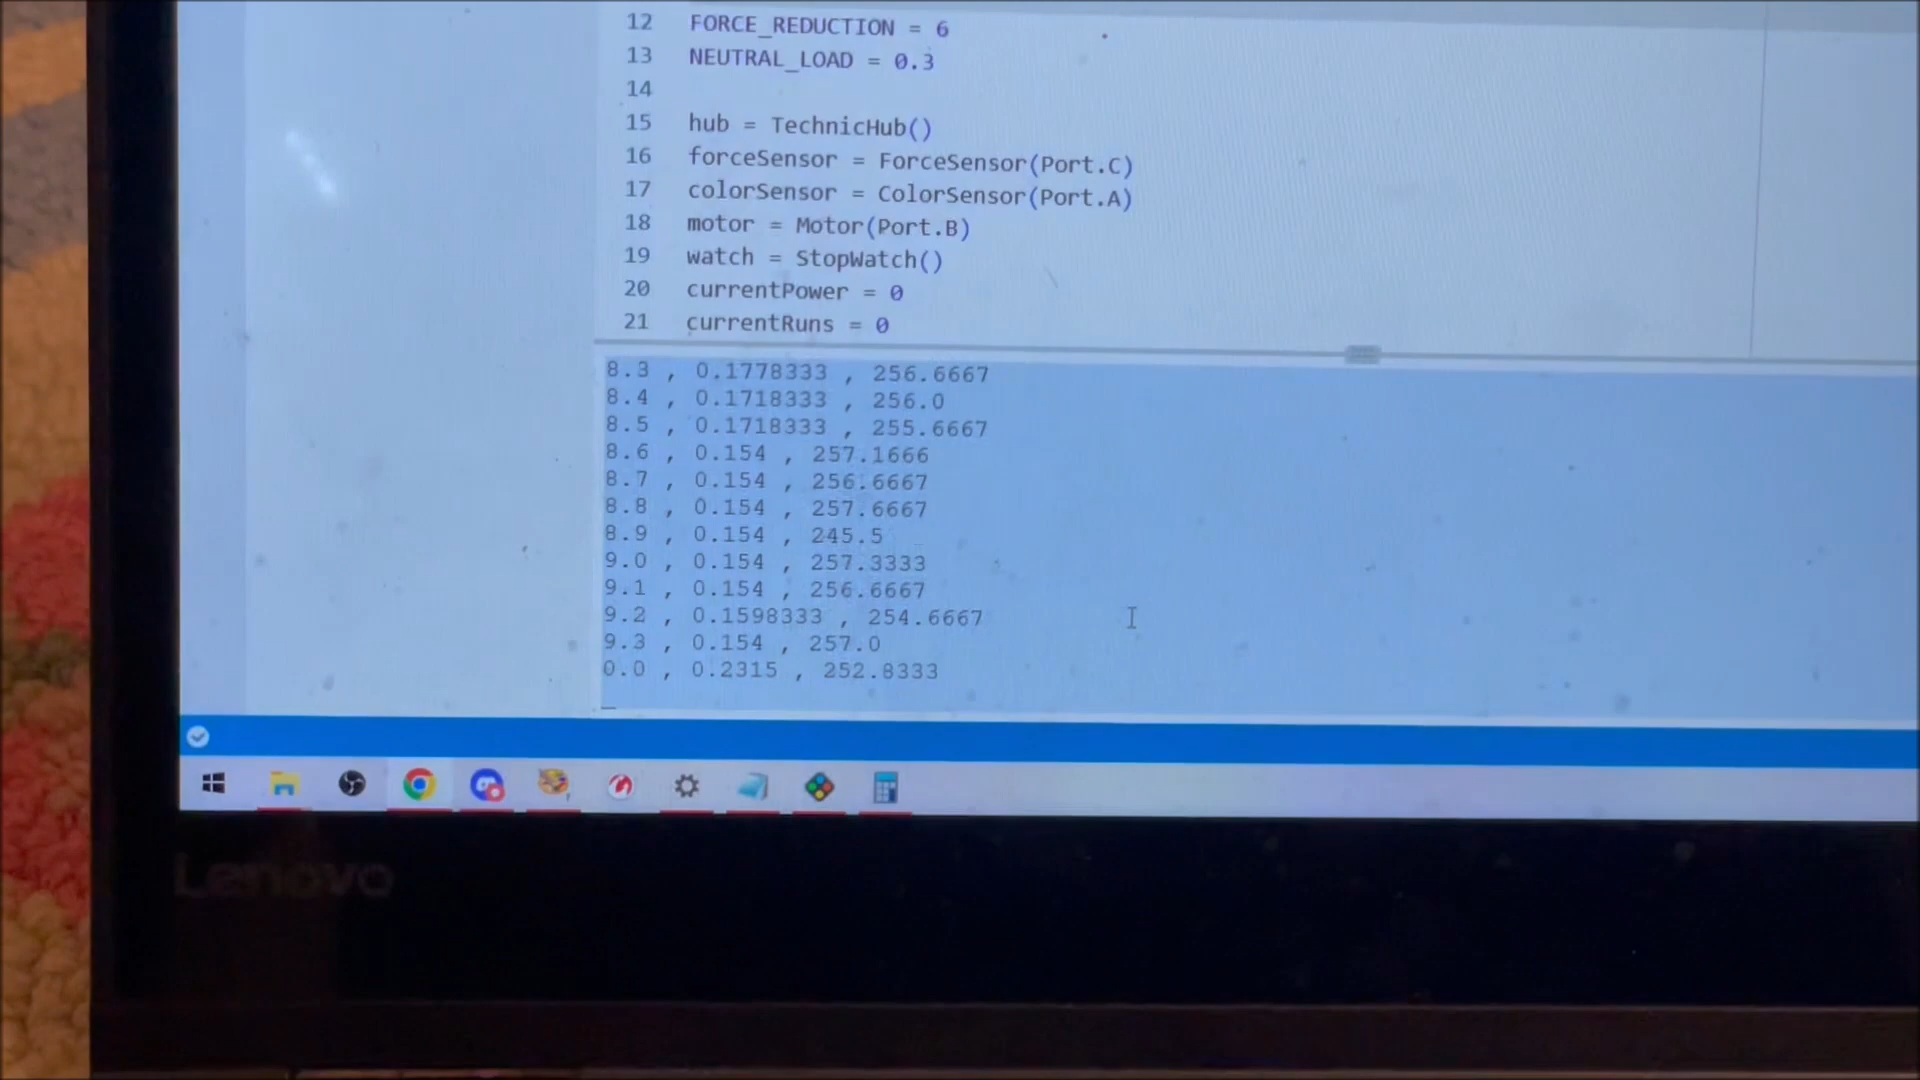 12 FORCE_REDUCTION = 6
13 NEUTRAL_LOAD = 0.3
14
15 hub = TechnicHub()
16 forceSensor = ForceSensor(Port.C)
17 colorSensor = ColorSensor(Port.A)
18 motor = Motor(Port.B)
19 watch = StopWatch()
20 currentPower = 0
21 currentRuns = 0
8.3 , 0.1778333 , 256.6667
8.4 , 0.1718333 , 256.0
8.5 , 0.1718333 , 255.6667
8.6 , 0.154 , 257.1666
8.7 , 0.154 , 256.6667
8.8 , 0.154 , 257.6667
8.9 , 0.154 , 245.5
9.0 , 0.154 , 257.3333
9.1 , 0.154 , 256.6667
9.2 , 0.1598333 , 254.6667
9.3 , 0.154 , 257.0
0.0 , 0.2315 , 252.8333
Lenovo